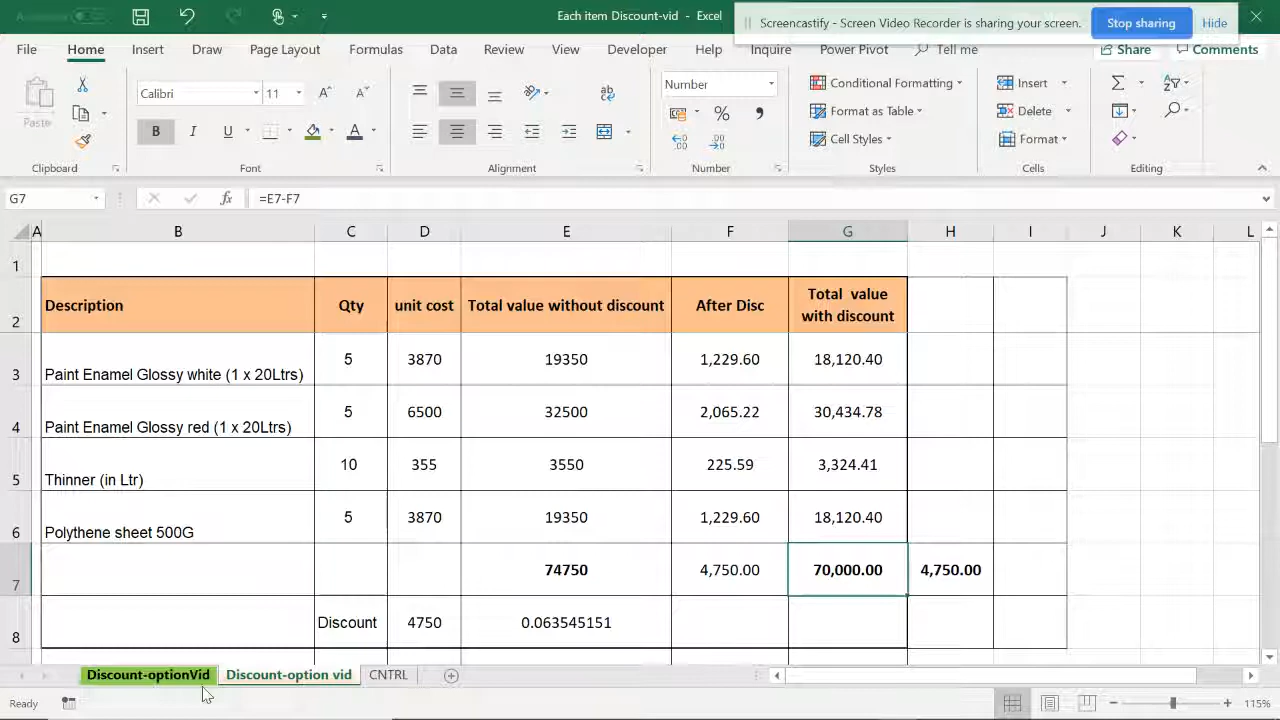 Each item Discount-vid - Excel
Screencastify - Screen Video Recorder is sharing your screen. Stop sharing Hide
File Home Insert Draw Page Layout Formulas Data Review View Developer Help Inquire Power Pivot Tell me Share Comments
Paste Calibri 11 A A ab c Number Conditional Formatting Insert Σ
% Format as Table Delete
B I U A Cell Styles Format
Clipboard Font Alignment Number Styles Cells Editing
G7 fx =E7-F7
A B C D E F G H I J K L
1
2 Description Qty unit cost Total value without discount After Disc Total value with discount
3 Paint Enamel Glossy white (1 x 20Ltrs) 5 3870 19350 1,229.60 18,120.40
4 Paint Enamel Glossy red (1 x 20Ltrs) 5 6500 32500 2,065.22 30,434.78
5 Thinner (in Ltr) 10 355 3550 225.59 3,324.41
6 Polythene sheet 500G 5 3870 19350 1,229.60 18,120.40
7 74750 4,750.00 70,000.00 4,750.00
8 Discount 4750 0.063545151
Discount-optionVid Discount-option vid CNTRL
Ready 115%